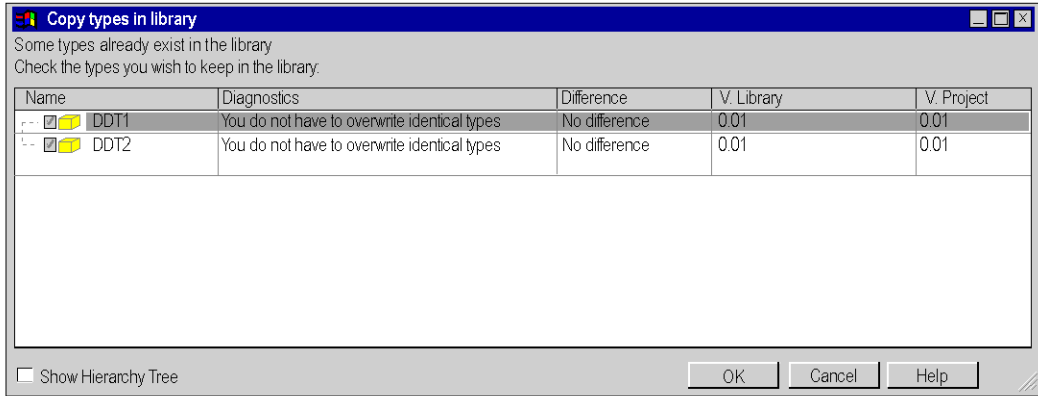 Copy types in library
Some types already exist in the library
Check the types you wish to keep in the library:
Name Diagnostics Difference V. Library V. Project
DDT1 You do not have to overwrite identical types No difference 0.01 0.01
DDT2 You do not have to overwrite identical types No difference 0.01 0.01
Show Hierarchy Tree OK Cancel Help